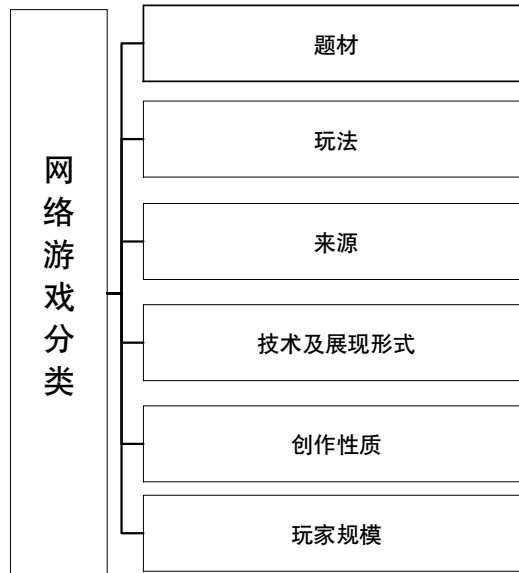 网络游戏分类
题材
玩法
来源
技术及展现形式
创作性质
玩家规模